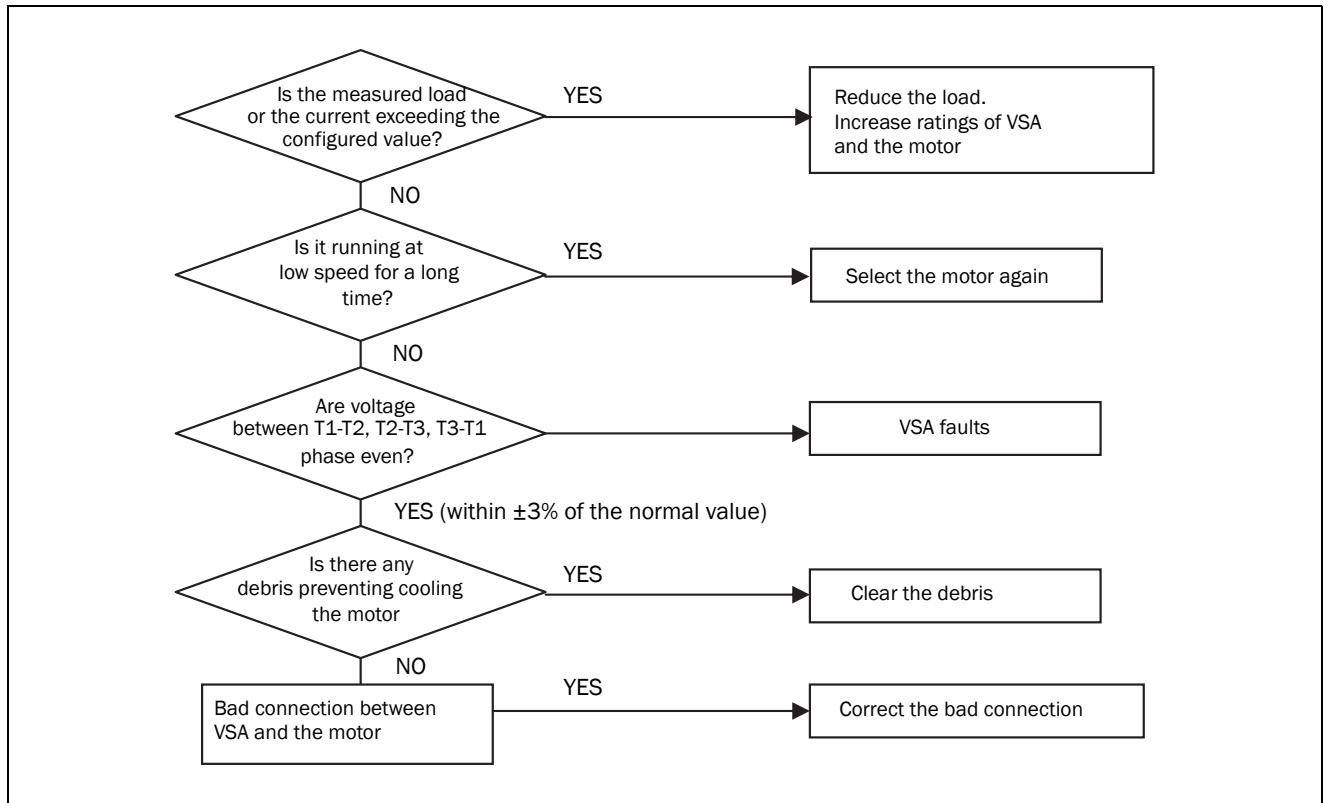 Is the measured load
or the current exceeding the
configured value?
YES
Reduce the load.
Increase ratings of VSA
and the motor
NO
Is it running at
low speed for a long
time?
YES
Select the motor again
NO
Are voltage
between T1-T2, T2-T3, T3-T1
phase even?
VSA faults
YES (within ±3% of the normal value)
Is there any
debris preventing cooling
the motor
YES
Clear the debris
NO
Bad connection between
VSA and the motor
YES
Correct the bad connection